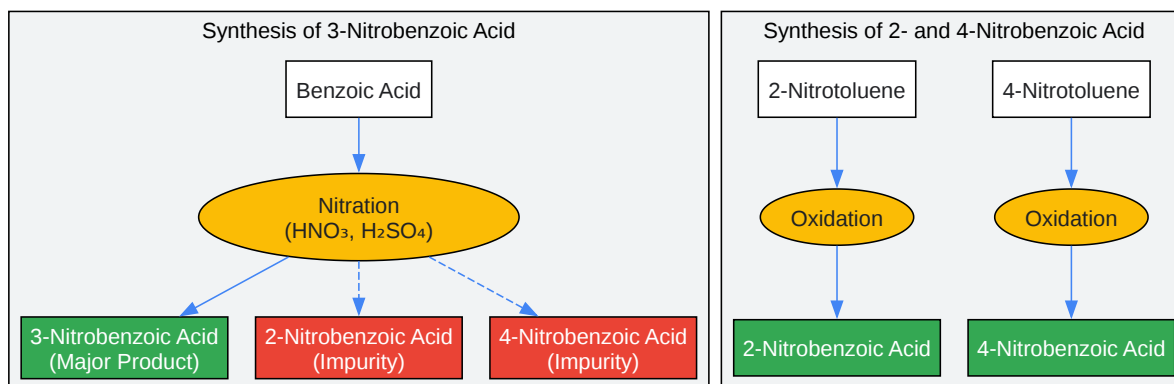 Synthesis of 3-Nitrobenzoic Acid
Benzoic Acid
Nitration
(HNO₃, H₂SO₄)
3-Nitrobenzoic Acid
(Major Product)
2-Nitrobenzoic Acid
(Impurity)
4-Nitrobenzoic Acid
(Impurity)
Synthesis of 2- and 4-Nitrobenzoic Acid
2-Nitrotoluene
4-Nitrotoluene
Oxidation
Oxidation
2-Nitrobenzoic Acid
4-Nitrobenzoic Acid